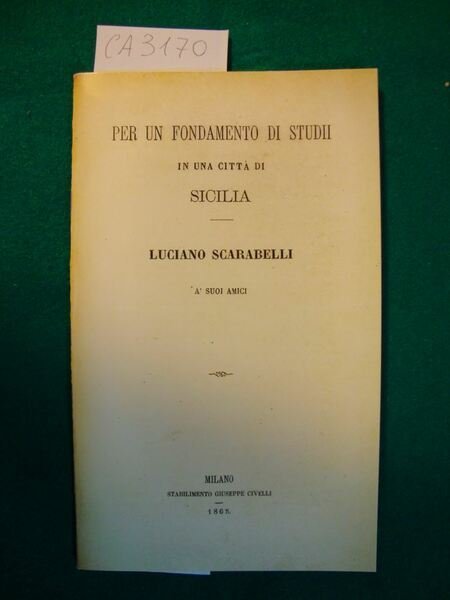 CA3170
PER UN FONDAMENTO DI STUDII
IN UNA CITTÀ DI
SICILIA
LUCIANO SCARABELLI
A' SUOI AMICI
MILANO
STABILIMENTO GIUSEPPE CIVELLI
1865.